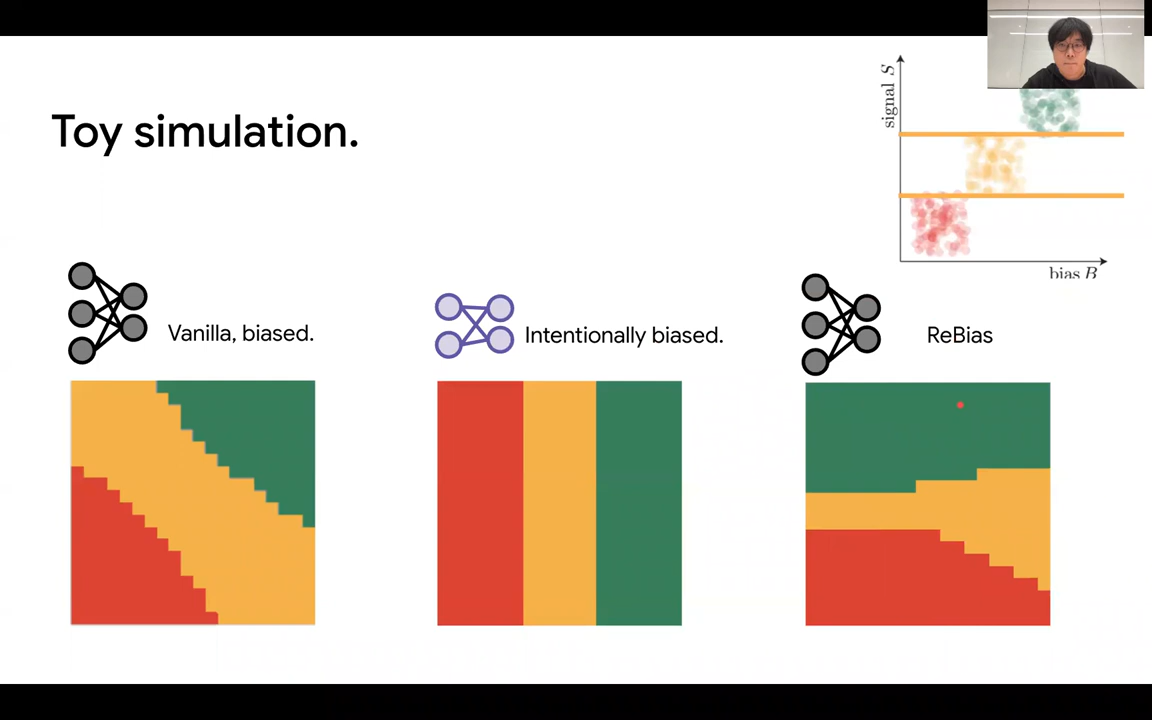 Toy simulation.
signal S
bias B
Vanilla, biased.
Intentionally biased.
ReBias